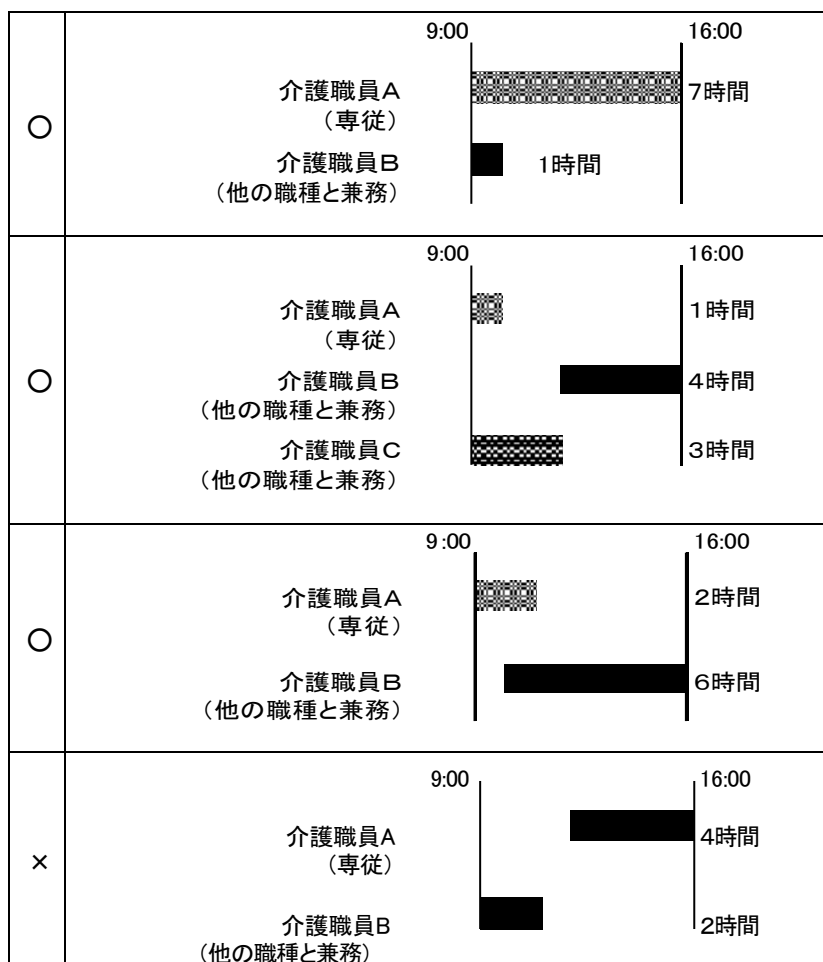 9:00 16:00
○
介護職員A 7時間
（専従）
介護職員B 1時間
（他の職種と兼務）
9:00 16:00
○
介護職員A 1時間
（専従）
介護職員B 4時間
（他の職種と兼務）
介護職員C 3時間
（他の職種と兼務）
9:00 16:00
○
介護職員A 2時間
（専従）
介護職員B 6時間
（他の職種と兼務）
9:00 16:00
×
介護職員A 4時間
（専従）
介護職員B 2時間
（他の職種と兼務）